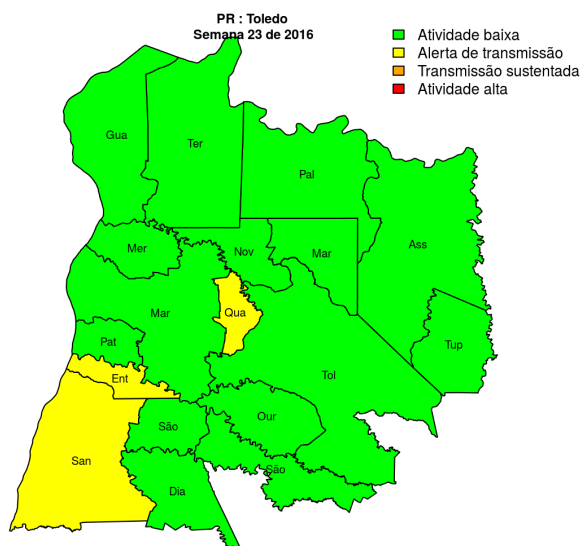 PR : Toledo
Semana 23 de 2016
Atividade baixa
Alerta de transmissão
Transmissão sustentada
Atividade alta
Gua
Ter
Pal
Mer
Nov
Mar
Ass
Mar
Qua
Pat
Tup
Ent
Tol
São
Our
San
São
Dia